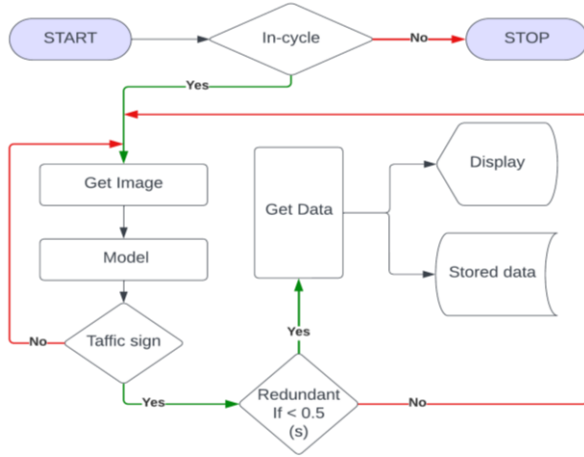 START
In-cycle
No
STOP
Yes
Get Image
Model
Taffic sign
No
Yes
Get Data
Display
Stored data
Yes
Redundant
If < 0.5
(s)
No